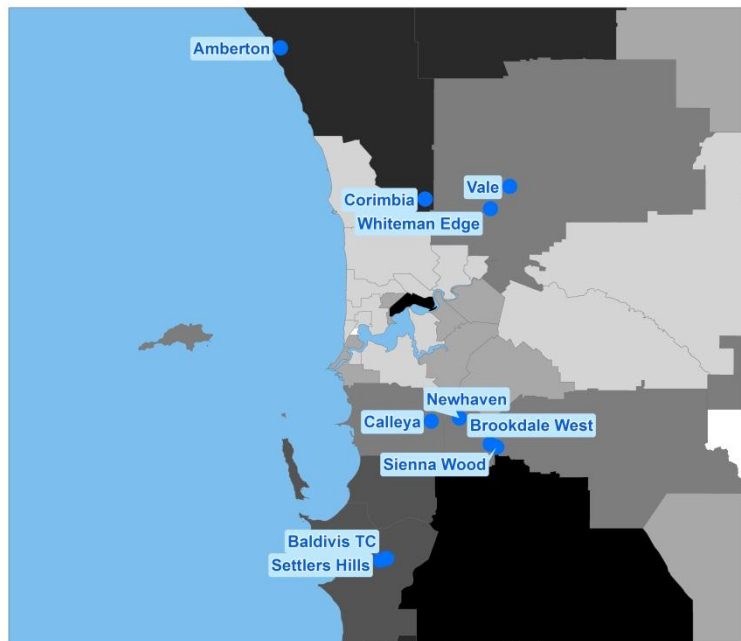 Amberton
Corimbia
Vale
Whiteman Edge
Newhaven
Calleya
Brookdale West
Sienna Wood
Baldivis TC
Settlers Hills